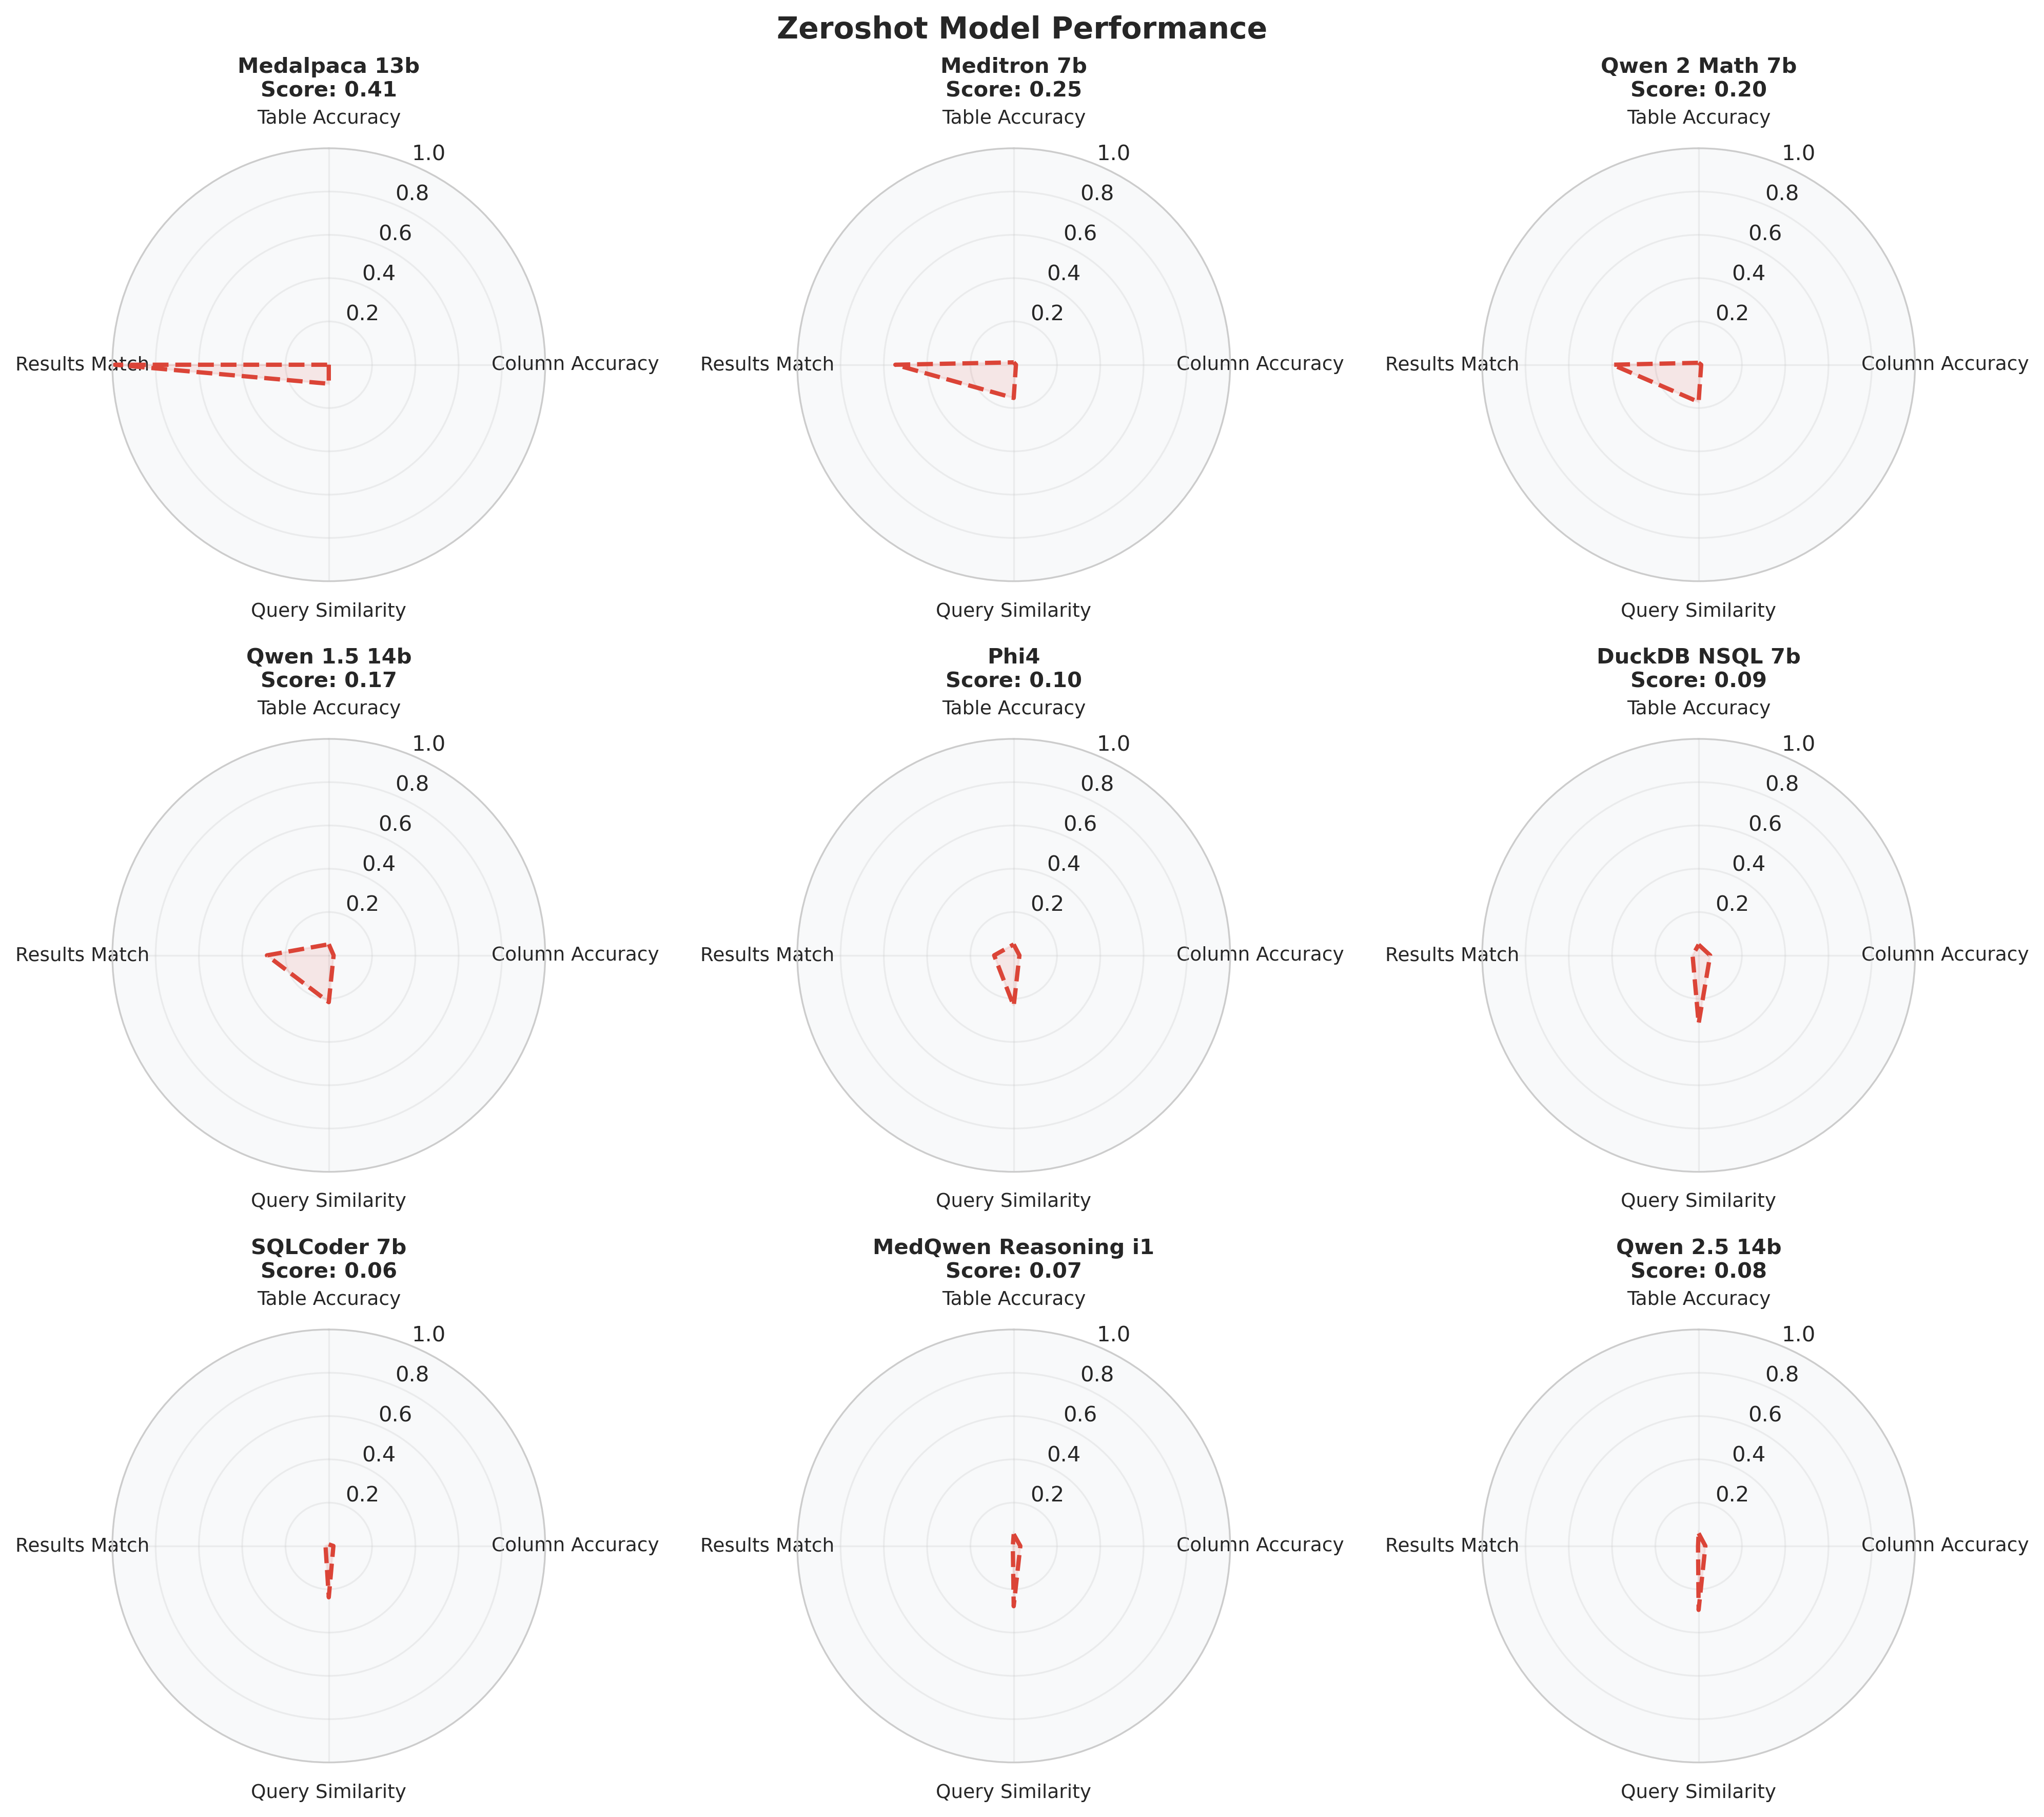 Zeroshot Model Performance
Medalpaca 13b
Score: 0.41
Table Accuracy
1.0
0.8
0.6
0.4
0.2
Results Match
Column Accuracy
Query Similarity
Meditron 7b
Score: 0.25
Table Accuracy
1.0
0.8
0.6
0.4
0.2
Results Match
Column Accuracy
Query Similarity
Qwen 2 Math 7b
Score: 0.20
Table Accuracy
1.0
0.8
0.6
0.4
0.2
Results Match
Column Accuracy
Query Similarity
Qwen 1.5 14b
Score: 0.17
Table Accuracy
1.0
0.8
0.6
0.4
0.2
Results Match
Column Accuracy
Query Similarity
Phi4
Score: 0.10
Table Accuracy
1.0
0.8
0.6
0.4
0.2
Results Match
Column Accuracy
Query Similarity
DuckDB NSQL 7b
Score: 0.09
Table Accuracy
1.0
0.8
0.6
0.4
0.2
Results Match
Column Accuracy
Query Similarity
SQLCoder 7b
Score: 0.06
Table Accuracy
1.0
0.8
0.6
0.4
0.2
Results Match
Column Accuracy
Query Similarity
MedQwen Reasoning i1
Score: 0.07
Table Accuracy
1.0
0.8
0.6
0.4
0.2
Results Match
Column Accuracy
Query Similarity
Qwen 2.5 14b
Score: 0.08
Table Accuracy
1.0
0.8
0.6
0.4
0.2
Results Match
Column Accuracy
Query Similarity